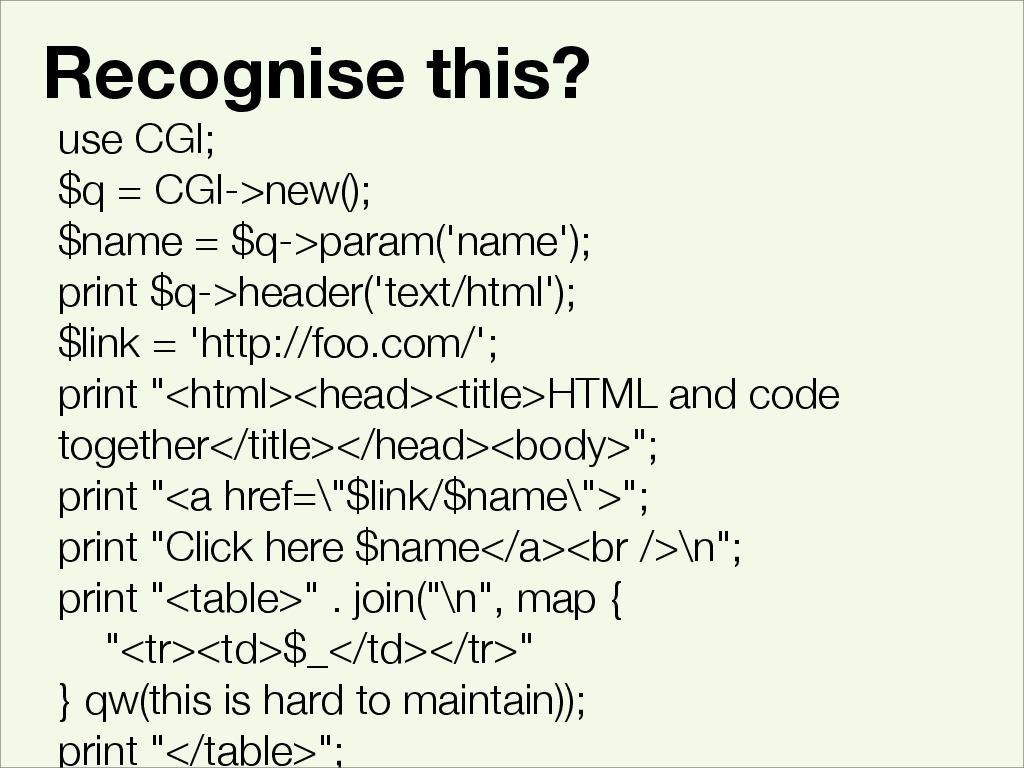 Recognise this?
use CGI;
$q = CGI->new();
$name = $q->param('name');
print $q->header('text/html');
$link = 'http://foo.com/';
print "<html><head><title>HTML and code
together</title></head><body>";
print "<a href=\"$link/$name\">";
print "Click here $name</a><br />\n";
print "<table>" . join("\n", map {
"<tr><td>$_</td></tr>"
} qw(this is hard to maintain));
print "</table>";